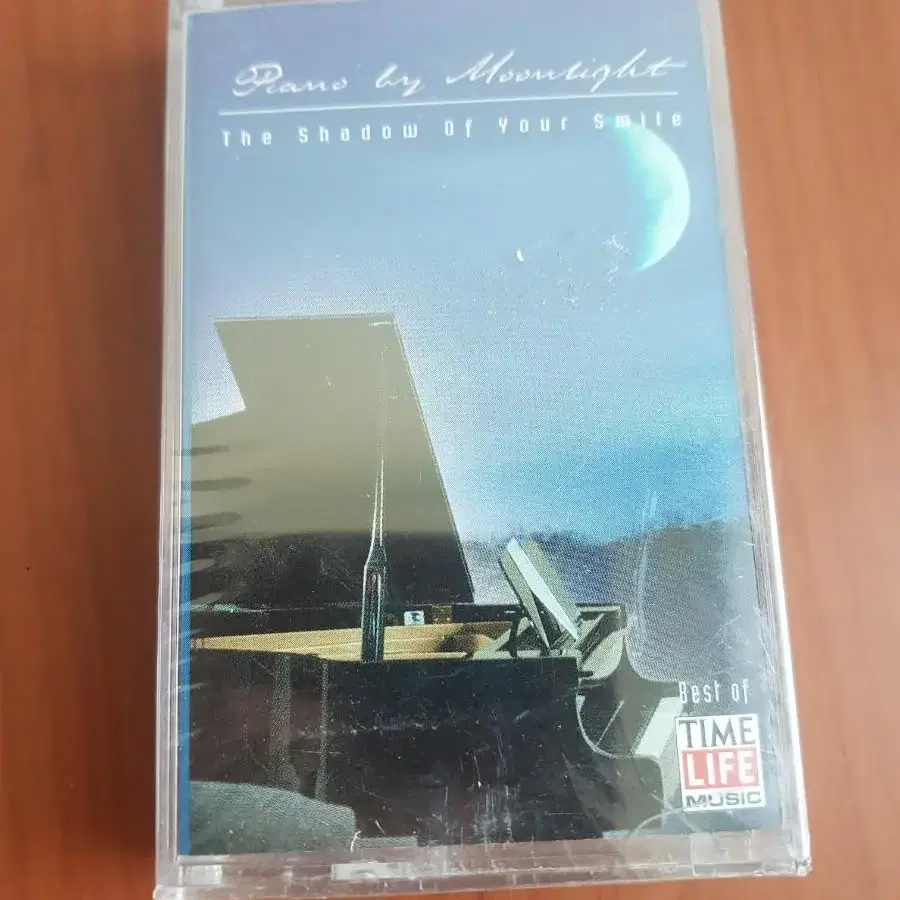 Piano by Moonlight
The Shadow Of Your Smile
Best of
TIME
LIFE
MUSIC